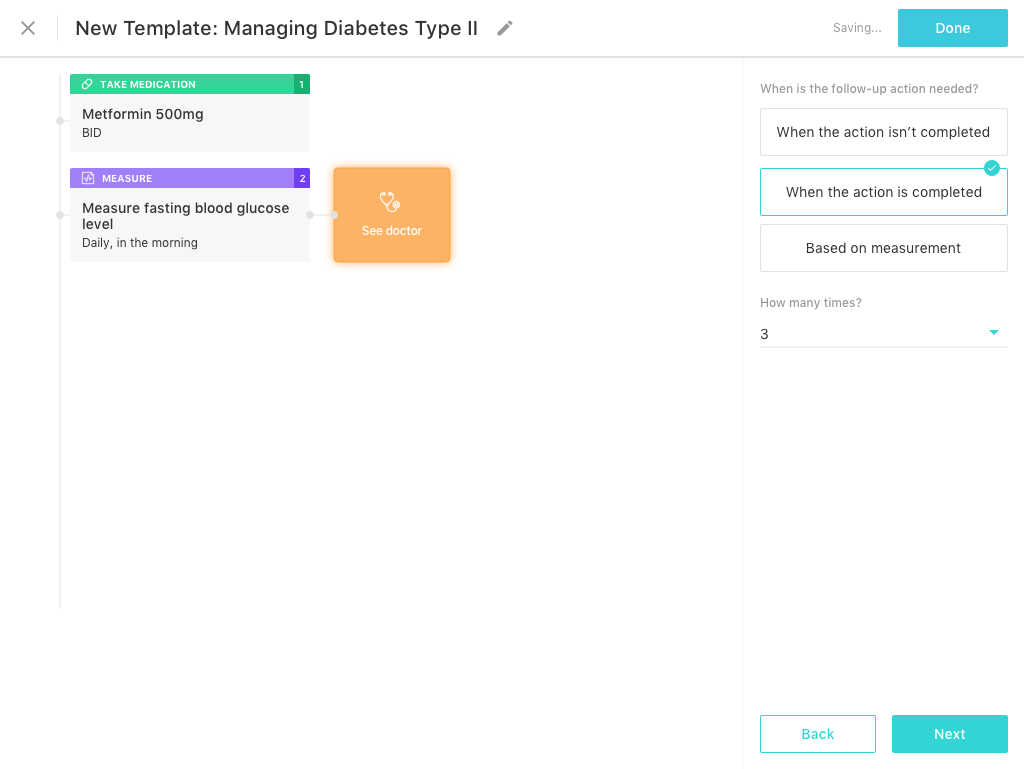 New Template: Managing Diabetes Type II
Saving...
Done
TAKE MEDICATION
1
Metformin 500mg
BID
MEASURE
2
Measure fasting blood glucose
level
Daily, in the morning
See doctor
When is the follow-up action needed?
When the action isn’t completed
When the action is completed
Based on measurement
How many times?
3
Back
Next